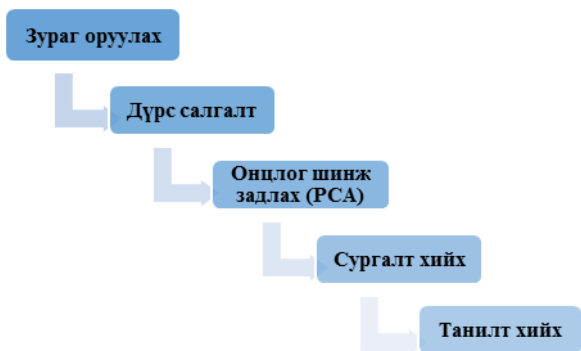 Зураг оруулах
Дүрс салгалт
Онцлог шинж
задлах (PCA)
Сургалт хийх
Танилт хийх